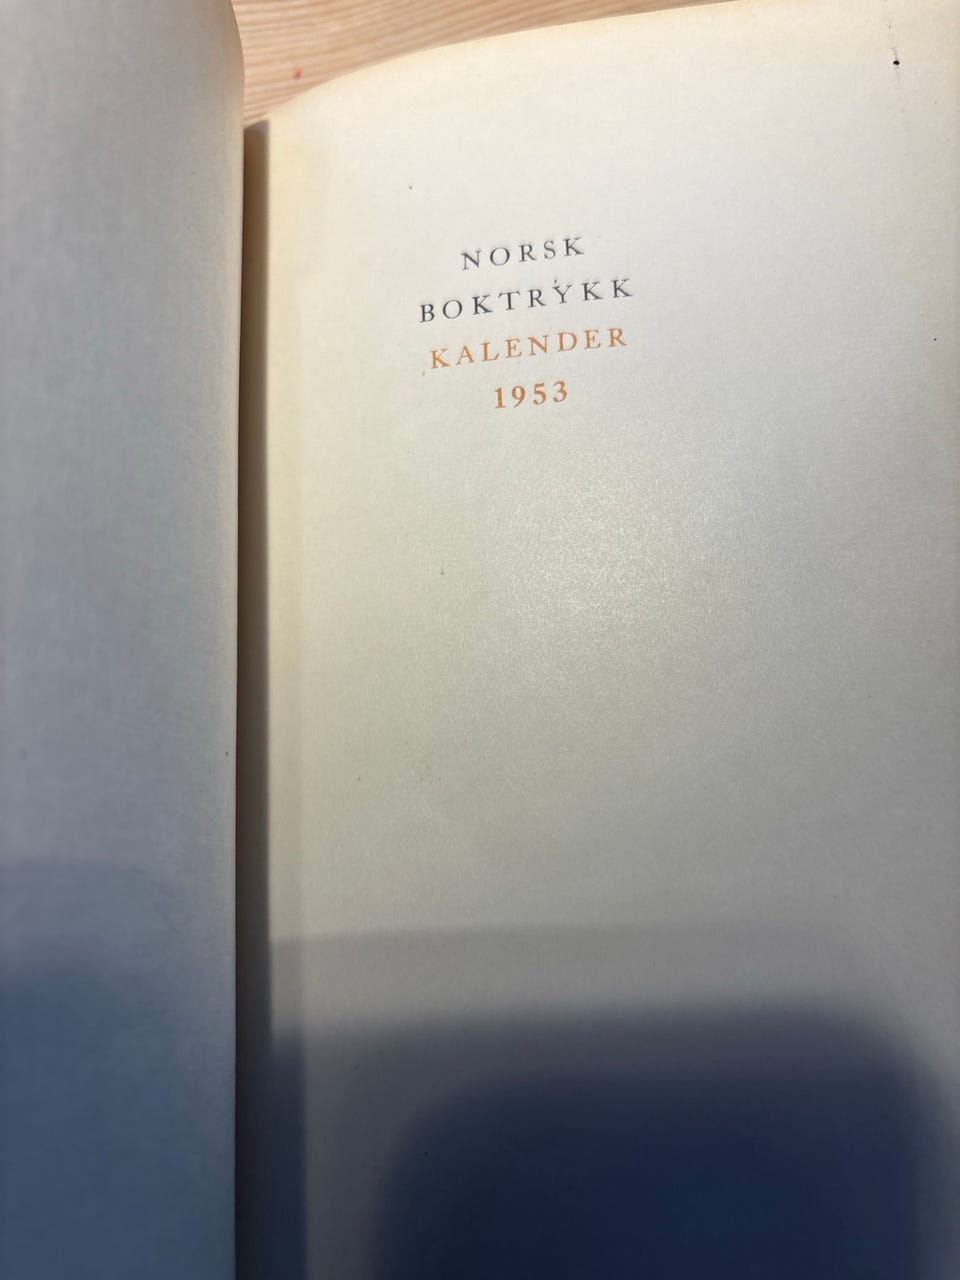 NORSK
BOKTRYKK
KALENDER
1953